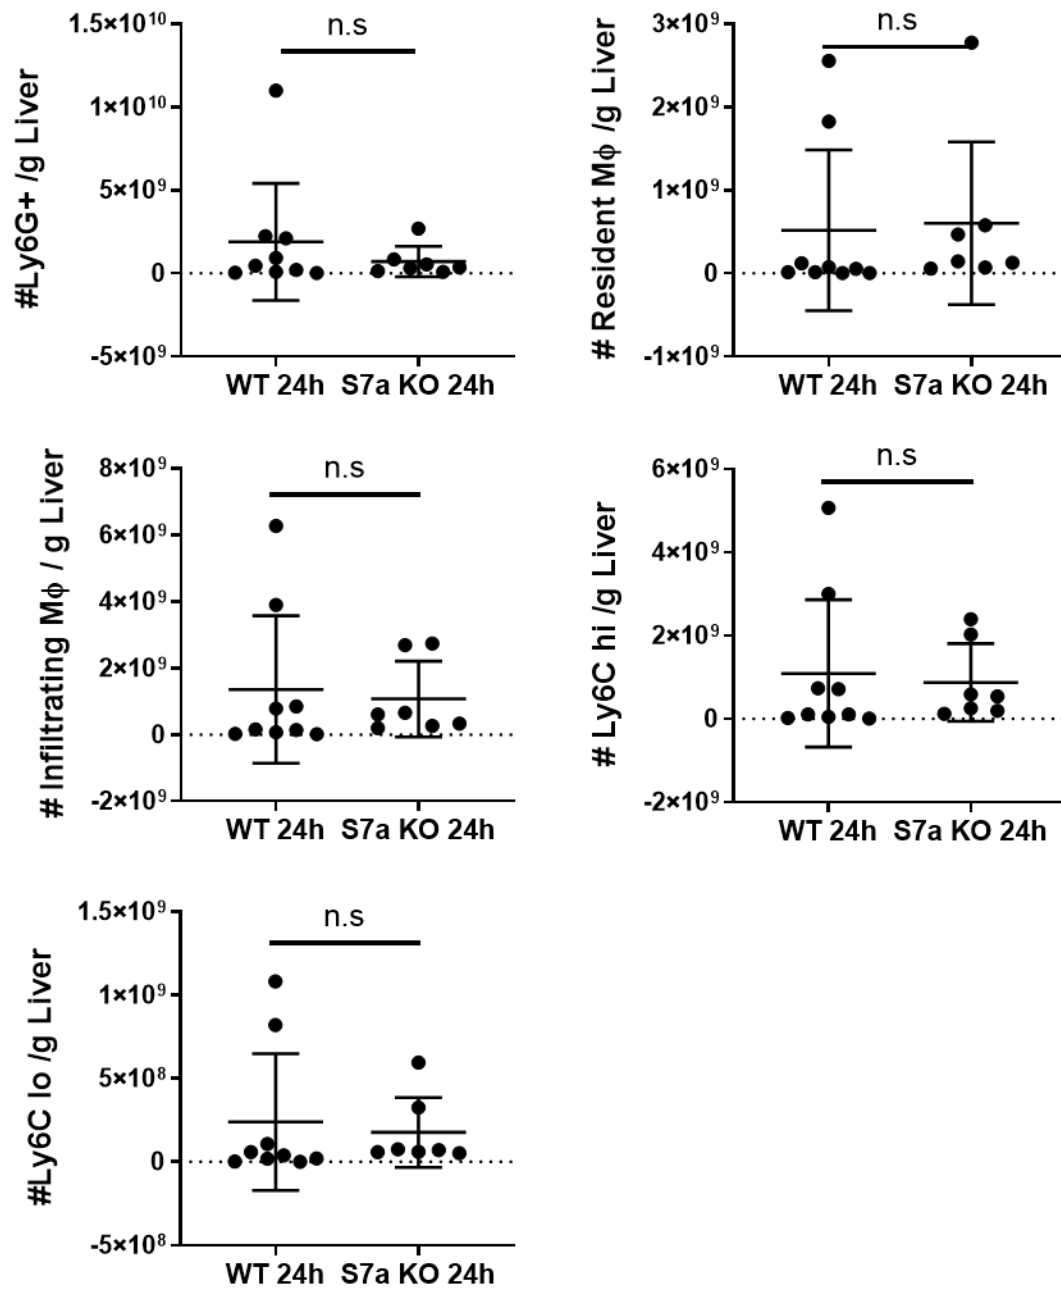 #Ly6G+ /g Liver
n.s
1.5×10¹⁰
1×10¹⁰
5×10⁹
0
-5×10⁹
WT 24h S7a KO 24h
# Resident Mϕ /g Liver
n.s
3×10⁹
2×10⁹
1×10⁹
0
-1×10⁹
WT 24h S7a KO 24h
# Infiltrating Mϕ / g Liver
n.s
8×10⁹
6×10⁹
4×10⁹
2×10⁹
0
-2×10⁹
WT 24h S7a KO 24h
# Ly6C hi /g Liver
n.s
6×10⁹
4×10⁹
2×10⁹
0
-2×10⁹
WT 24h S7a KO 24h
#Ly6C lo /g Liver
n.s
1.5×10⁹
1×10⁹
5×10⁸
0
-5×10⁸
WT 24h S7a KO 24h